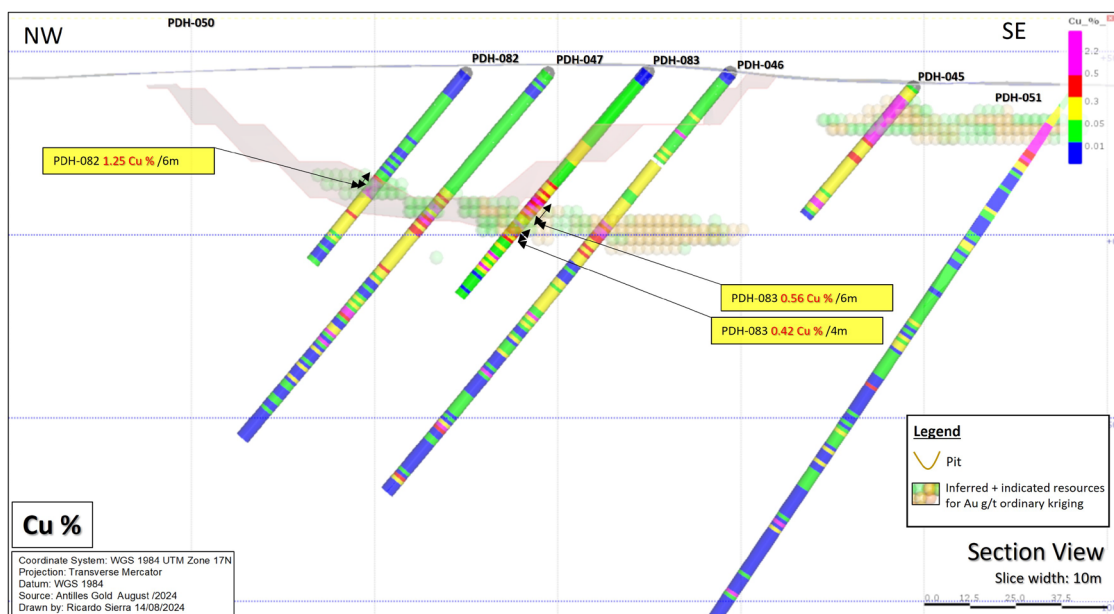 NW
PDH-050
SE
Cu_%_
PDH-082
PDH-047
PDH-083
PDH-046
PDH-045
PDH-051
2.2
0.5
0.3
0.05
0.01
PDH-082 1.25 Cu % /6m
PDH-083 0.56 Cu % /6m
PDH-083 0.42 Cu % /4m
Legend
Pit
Inferred + indicated resources
for Au g/t ordinary kriging
Cu %
Coordinate System: WGS 1984 UTM Zone 17N
Projection: Transverse Mercator
Datum: WGS 1984
Source: Antilles Gold August /2024
Drawn by: Ricardo Sierra 14/08/2024
Section View
Slice width: 10m
0.0 12.5 25.0 37.5